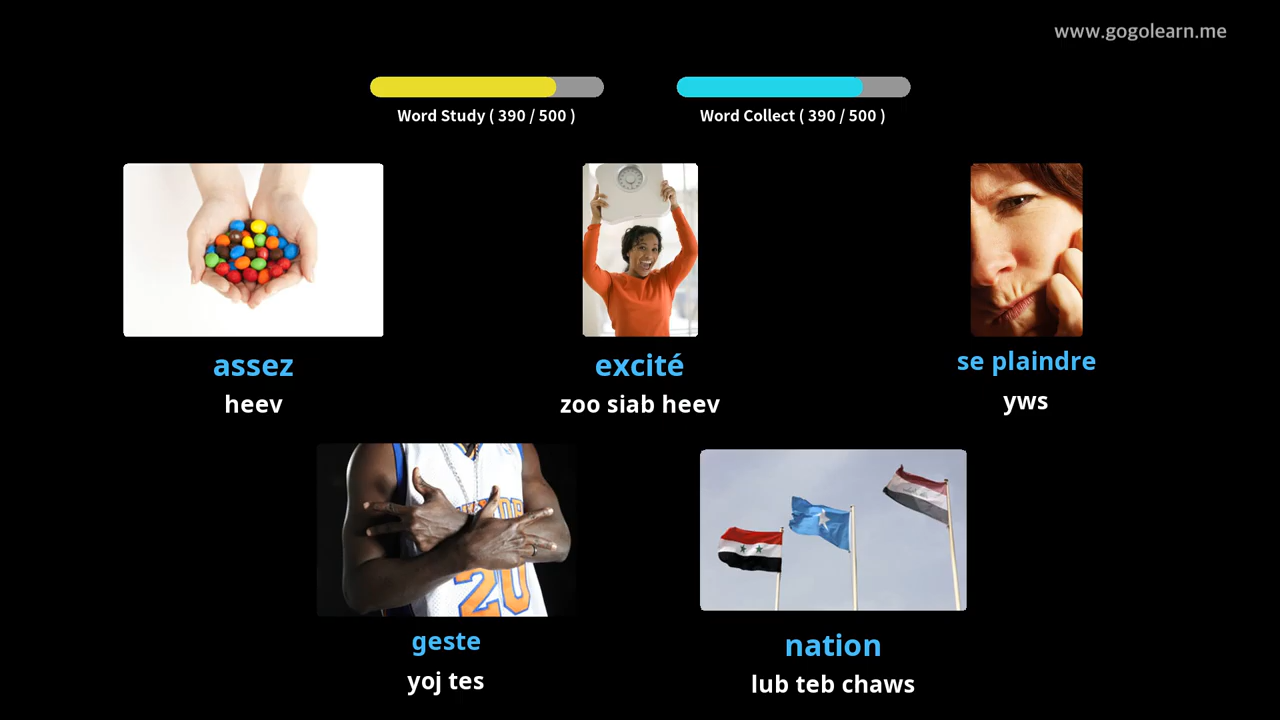 www.gogolearn.me
Word Study ( 390 / 500 )
Word Collect ( 390 / 500 )
assez
heev
excité
zoo siab heev
se plaindre
yws
20
geste
yoj tes
nation
lub teb chaws